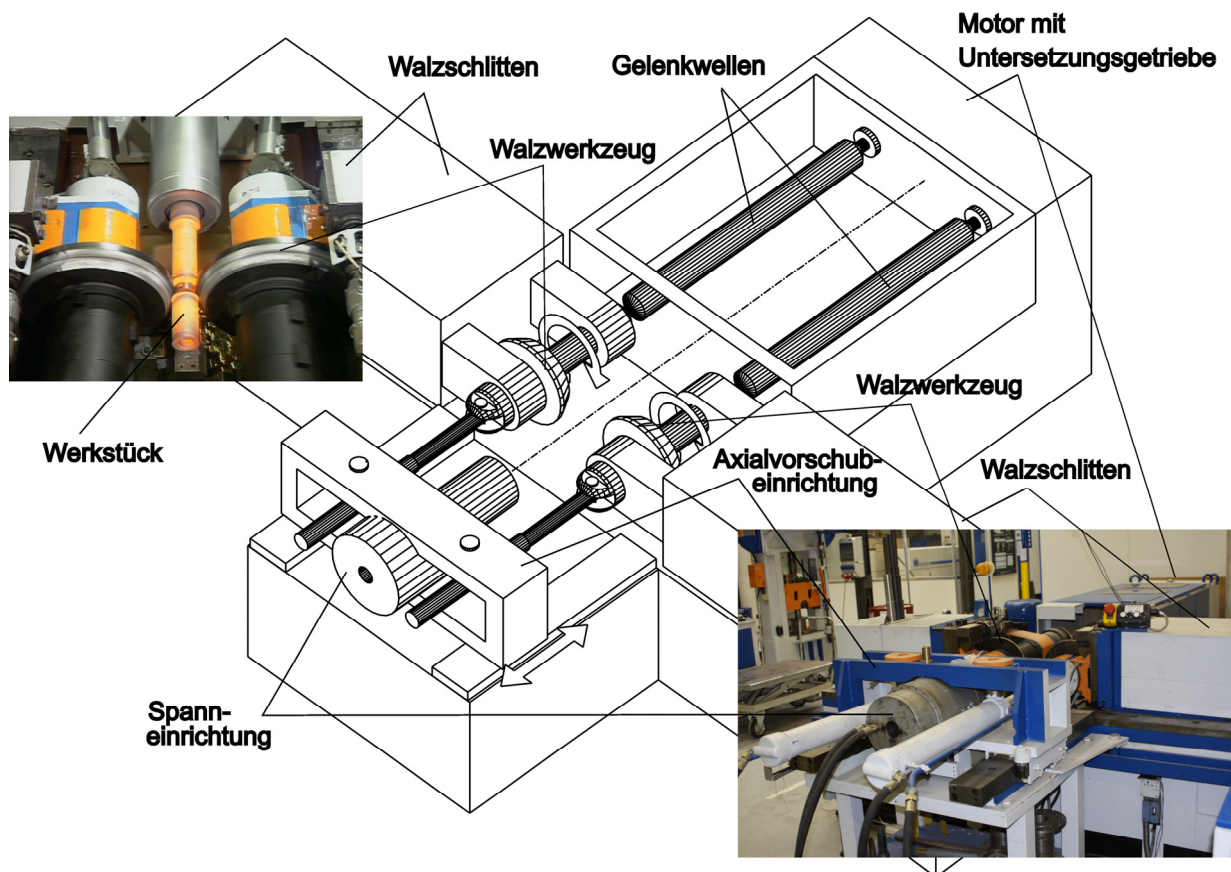 Motor mit
Untersetzungsgetriebe
Walzschlitten
Gelenkwellen
Walzwerkzeug
Werkstück
Walzwerkzeug
Axialvorschub-
einrichtung
Walzschlitten
Spann-
einrichtung